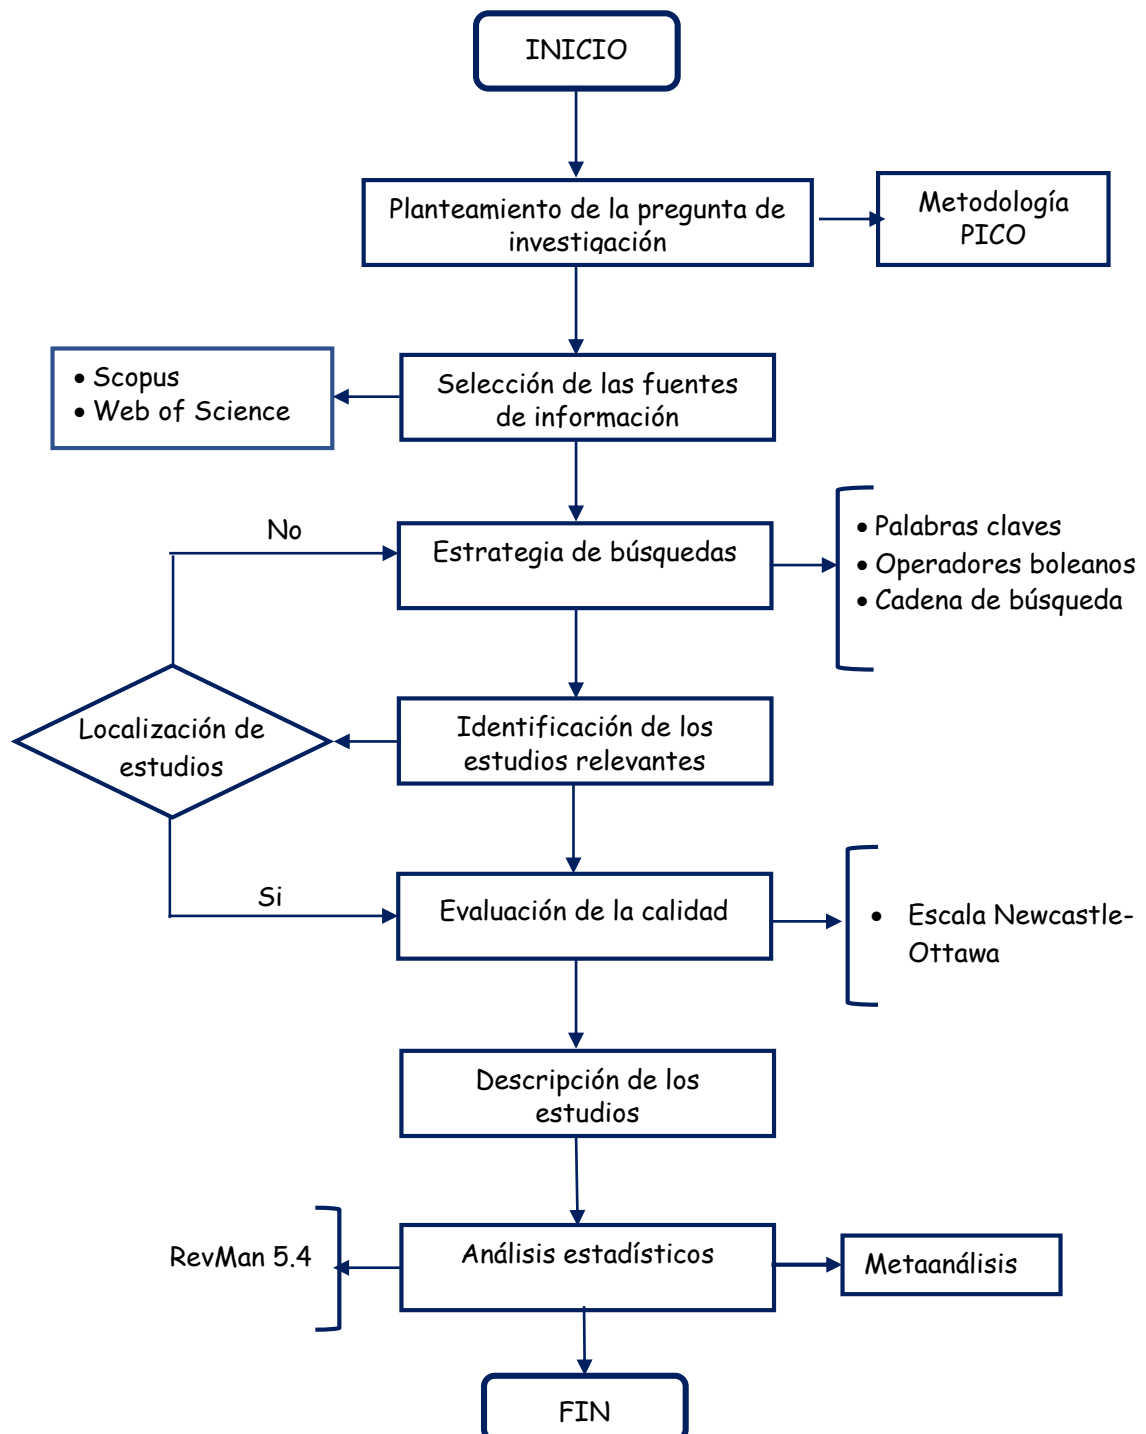 INICIO
Planteamiento de la pregunta de
investigación
Metodología
PICO
• Scopus
• Web of Science
Selección de las fuentes
de información
No
Estrategia de búsquedas
• Palabras claves
• Operadores boleanos
• Cadena de búsqueda
Localización de
estudios
Identificación de los
estudios relevantes
Si
Evaluación de la calidad
• Escala Newcastle-
Ottawa
Descripción de los
estudios
RevMan 5.4
Análisis estadísticos
Metaanálisis
FIN